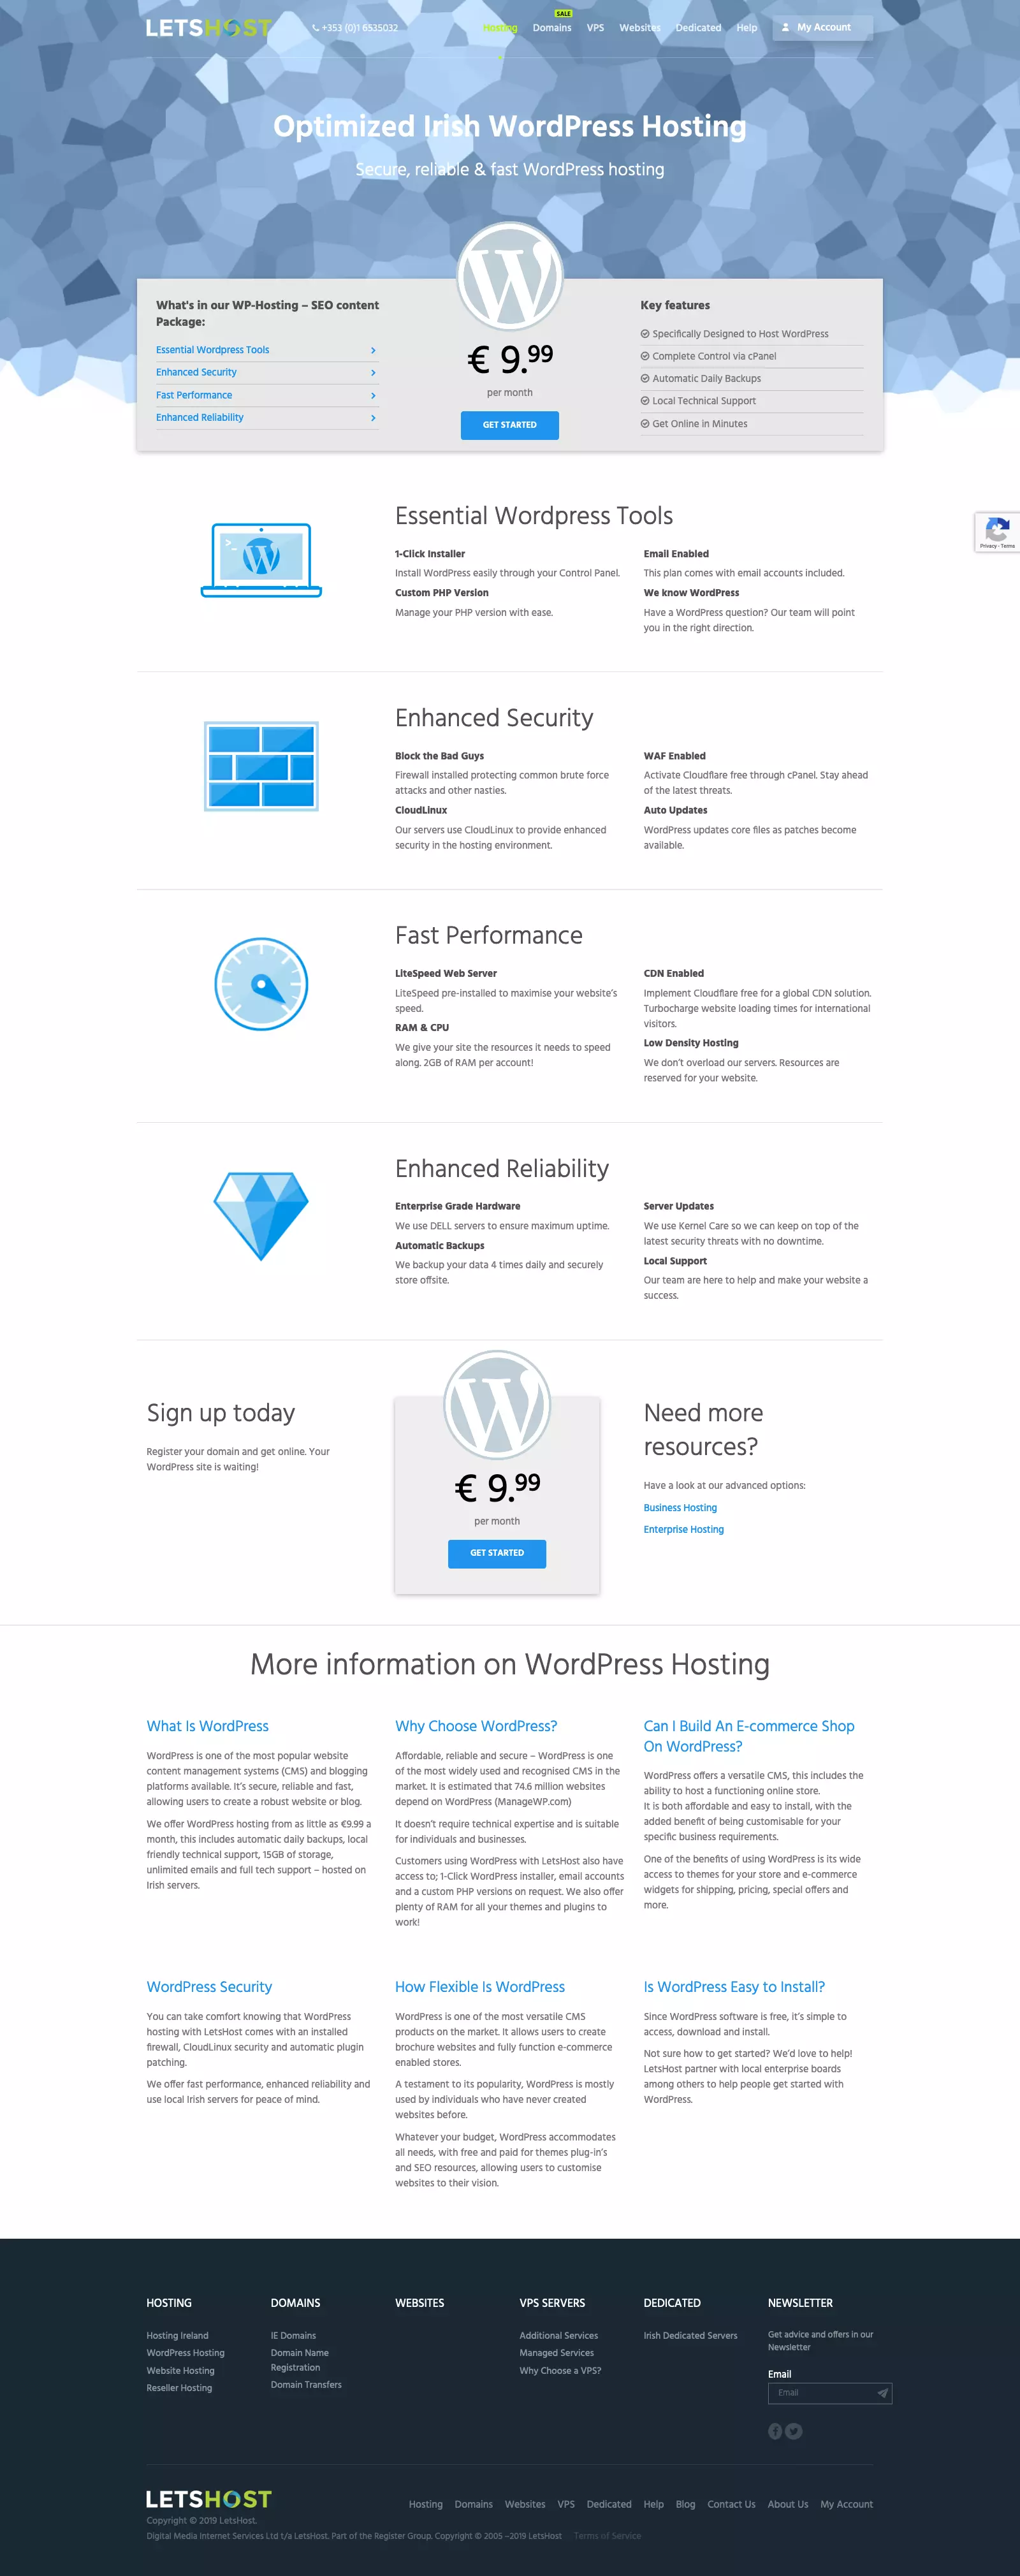 LETSHOST
+353 (0)1 6535032
SALE
Hosting Domains VPS Websites Dedicated Help My Account
Optimized Irish WordPress Hosting
Secure, reliable & fast WordPress hosting
What's in our WP-Hosting – SEO content
Package:
Essential Wordpress Tools
Enhanced Security
Fast Performance
Enhanced Reliability
€ 9.99
per month
GET STARTED
Key features
Specifically Designed to Host WordPress
Complete Control via cPanel
Automatic Daily Backups
Local Technical Support
Get Online in Minutes
Privacy - Terms
Essential Wordpress Tools
1-Click Installer
Install WordPress easily through your Control Panel.
Custom PHP Version
Manage your PHP version with ease.
Email Enabled
This plan comes with email accounts included.
We know WordPress
Have a WordPress question? Our team will point
you in the right direction.
Enhanced Security
Block the Bad Guys
Firewall installed protecting common brute force
attacks and other nasties.
CloudLinux
Our servers use CloudLinux to provide enhanced
security in the hosting environment.
WAF Enabled
Activate Cloudflare free through cPanel. Stay ahead
of the latest threats.
Auto Updates
WordPress updates core files as patches become
available.
Fast Performance
LiteSpeed Web Server
LiteSpeed pre-installed to maximise your website's
speed.
RAM & CPU
We give your site the resources it needs to speed
along. 2GB of RAM per account!
CDN Enabled
Implement Cloudflare free for a global CDN solution.
Turbocharge website loading times for international
visitors.
Low Density Hosting
We don't overload our servers. Resources are
reserved for your website.
Enhanced Reliability
Enterprise Grade Hardware
We use DELL servers to ensure maximum uptime.
Automatic Backups
We backup your data 4 times daily and securely
store offsite.
Server Updates
We use Kernel Care so we can keep on top of the
latest security threats with no downtime.
Local Support
Our team are here to help and make your website a
success.
Sign up today
Register your domain and get online. Your
WordPress site is waiting!
€ 9.99
per month
GET STARTED
Need more
resources?
Have a look at our advanced options:
Business Hosting
Enterprise Hosting
More information on WordPress Hosting
What Is WordPress
WordPress is one of the most popular website
content management systems (CMS) and blogging
platforms available. It's secure, reliable and fast,
allowing users to create a robust website or blog.
We offer WordPress hosting from as little as €9.99 a
month, this includes automatic daily backups, local
friendly technical support, 15GB of storage,
unlimited emails and full tech support – hosted on
Irish servers.
Why Choose WordPress?
Affordable, reliable and secure – WordPress is one
of the most widely used and recognised CMS in the
market. It is estimated that 74.6 million websites
depend on WordPress (ManageWP.com)
It doesn't require technical expertise and is suitable
for individuals and businesses.
Customers using WordPress with LetsHost also have
access to; 1-Click WordPress installer, email accounts
and a custom PHP versions on request. We also offer
plenty of RAM for all your themes and plugins to
work!
Can I Build An E-commerce Shop
On WordPress?
WordPress offers a versatile CMS, this includes the
ability to host a functioning online store.
It is both affordable and easy to install, with the
added benefit of being customisable for your
specific business requirements.
One of the benefits of using WordPress is its wide
access to themes for your store and e-commerce
widgets for shipping, pricing, special offers and
more.
WordPress Security
You can take comfort knowing that WordPress
hosting with LetsHost comes with an installed
firewall, CloudLinux security and automatic plugin
patching.
We offer fast performance, enhanced reliability and
use local Irish servers for peace of mind.
How Flexible Is WordPress
WordPress is one of the most versatile CMS
products on the market. It allows users to create
brochure websites and fully function e-commerce
enabled stores.
A testament to its popularity, WordPress is mostly
used by individuals who have never created
websites before.
Whatever your budget, WordPress accommodates
all needs, with free and paid for themes plug-in's
and SEO resources, allowing users to customise
websites to their vision.
Is WordPress Easy to Install?
Since WordPress software is free, it's simple to
access, download and install.
Not sure how to get started? We'd love to help!
LetsHost partner with local enterprise boards
among others to help people get started with
WordPress.
HOSTING
Hosting Ireland
WordPress Hosting
Website Hosting
Reseller Hosting
DOMAINS
IE Domains
Domain Name
Registration
Domain Transfers
WEBSITES
VPS SERVERS
Additional Services
Managed Services
Why Choose a VPS?
DEDICATED
Irish Dedicated Servers
NEWSLETTER
Get advice and offers in our
Newsletter
Email
Email
LETSHOST
Hosting Domains Websites VPS Dedicated Help Blog Contact Us About Us My Account
Copyright © 2019 LetsHost.
Digital Media Internet Services Ltd t/a LetsHost. Part of the Register Group. Copyright © 2005 –2019 LetsHost Terms of Service